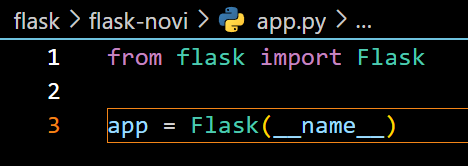 flask > flask-novi > app.py > ...
1 from flask import Flask
2
3 app = Flask(__name__)